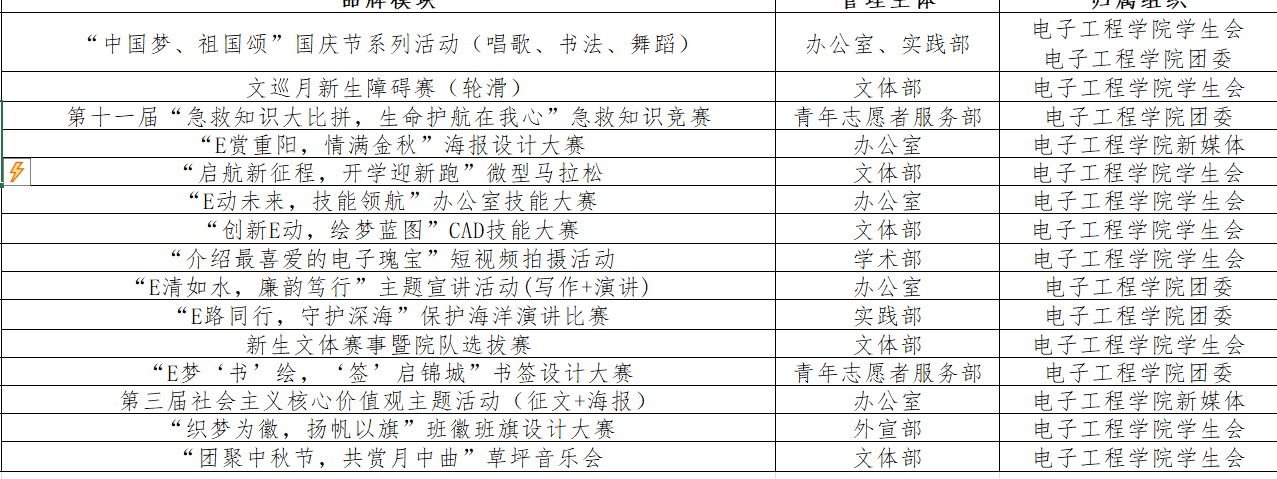 品牌模块 管理主体 归属组织
“中国梦、祖国颂”国庆节系列活动（唱歌、书法、舞蹈） 办公室、实践部 电子工程学院学生会
电子工程学院团委
文巡月新生障碍赛（轮滑） 文体部 电子工程学院学生会
第十一届“急救知识大比拼，生命护航在我心”急救知识竞赛 青年志愿者服务部 电子工程学院团委
“E赏重阳，情满金秋”海报设计大赛 办公室 电子工程学院新媒体
“启航新征程，开学迎新跑”微型马拉松 文体部 电子工程学院学生会
“E动未来，技能领航”办公室技能大赛 办公室 电子工程学院学生会
“创新E动，绘梦蓝图”CAD技能大赛 文体部 电子工程学院学生会
“介绍最喜爱的电子瑰宝”短视频拍摄活动 学术部 电子工程学院学生会
“E清如水，廉韵笃行”主题宣讲活动(写作+演讲) 办公室 电子工程学院团委
“E路同行，守护深海”保护海洋演讲比赛 实践部 电子工程学院团委
新生文体赛事暨院队选拔赛 文体部 电子工程学院学生会
“E梦‘书’绘，‘签’启锦城”书签设计大赛 青年志愿者服务部 电子工程学院团委
第三届社会主义核心价值观主题活动（征文+海报） 办公室 电子工程学院新媒体
“织梦为徽，扬帆以旗”班徽班旗设计大赛 外宣部 电子工程学院学生会
“团聚中秋节，共赏月中曲”草坪音乐会 文体部 电子工程学院学生会